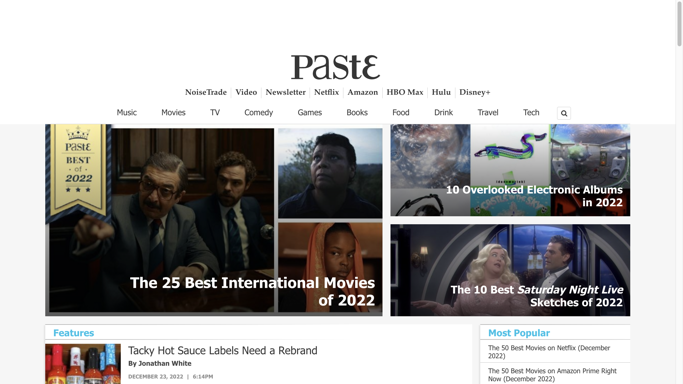 Paste
NoiseTrade
Video
Newsletter
Netflix
Amazon
HBO Max
Hulu
Disney+
Music
Movies
TV
Comedy
Games
Books
Food
Drink
Travel
Tech
Paste
BEST
of
2022
The 25 Best International Movies
of 2022
10 Overlooked Electronic Albums
in 2022
The 10 Best Saturday Night Live
Sketches of 2022
Features
Tacky Hot Sauce Labels Need a Rebrand
By Jonathan White
DECEMBER 23, 2022 | 6:14PM
Most Popular
The 50 Best Movies on Netflix (December
2022)
The 50 Best Movies on Amazon Prime Right
Now (December 2022)